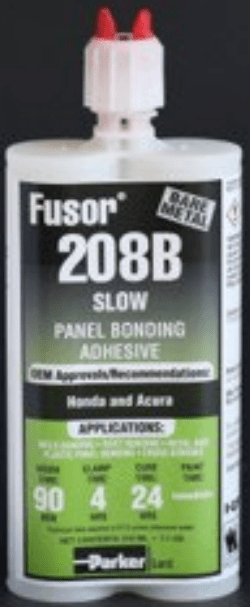 Fusor®
BARE
METAL
208B
SLOW
PANEL BONDING
ADHESIVE
OEM Approvals/Recommendations:
Honda and Acura
APPLICATIONS:
CLAMP CURE PAINT
TIME: TIME: TIME: TIME:
90 4 24
MIN HRS HRS
Parker Lord